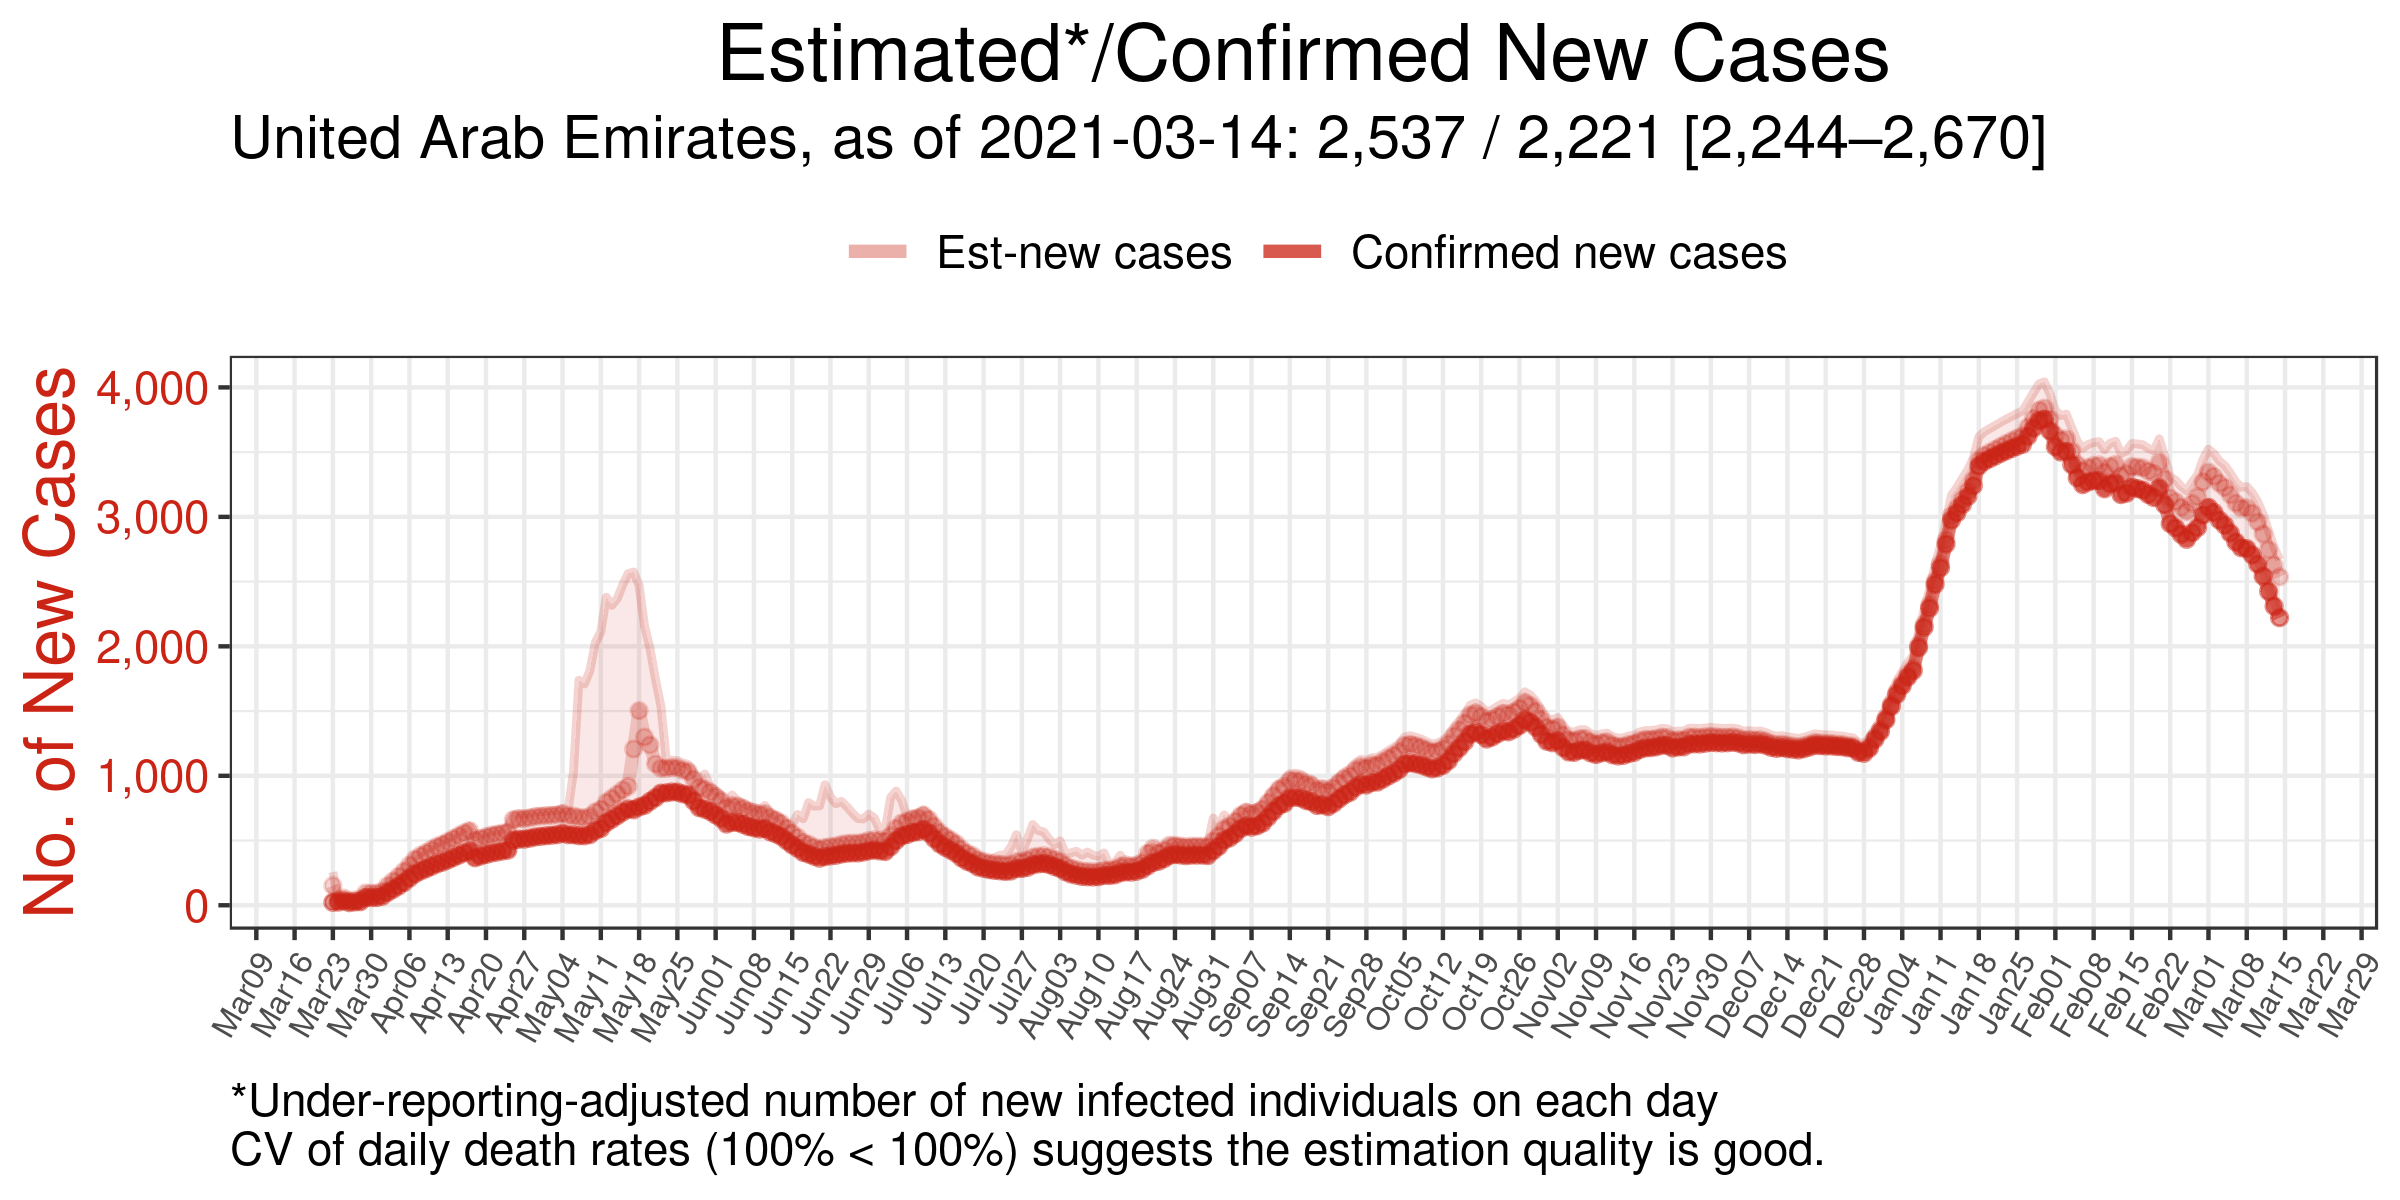 Estimated*/Confirmed New Cases
United Arab Emirates, as of 2021-03-14: 2,537 / 2,221 [2,244–2,670]
Est-new cases Confirmed new cases
No. of New Cases
4,000
3,000
2,000
1,000
0
Mar09 Mar16 Mar23 Mar30 Apr06 Apr13 Apr20 Apr27 May04 May11 May18 May25 Jun01 Jun08 Jun15 Jun22 Jun29 Jul06 Jul13 Jul20 Jul27 Aug03 Aug10 Aug17 Aug24 Aug31 Sep07 Sep14 Sep21 Sep28 Oct05 Oct12 Oct19 Oct26 Nov02 Nov09 Nov16 Nov23 Nov30 Dec07 Dec14 Dec21 Dec28 Jan04 Jan11 Jan18 Jan25 Feb01 Feb08 Feb15 Feb22 Mar01 Mar08 Mar15 Mar22 Mar29
*Under-reporting-adjusted number of new infected individuals on each day
CV of daily death rates (100% < 100%) suggests the estimation quality is good.